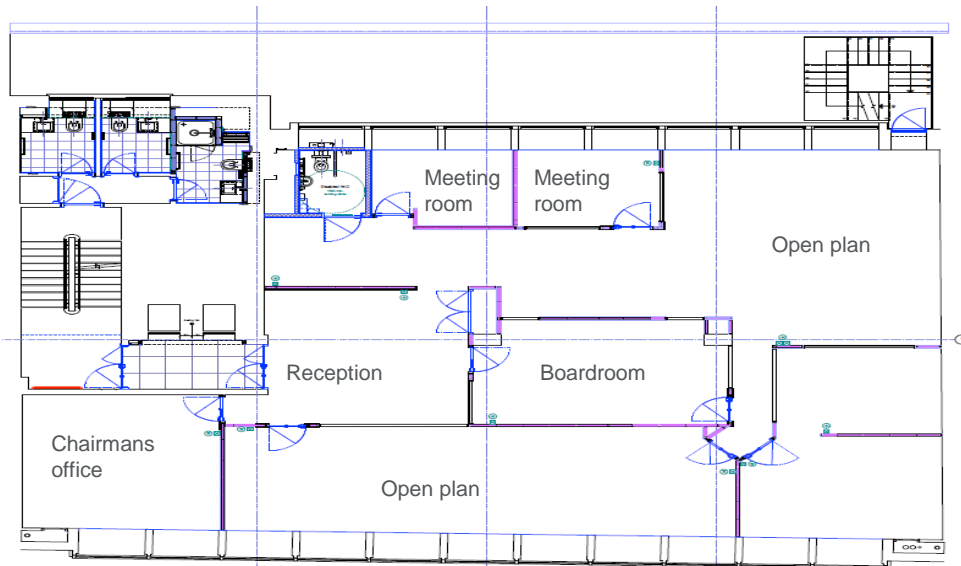 Meeting
room
Meeting
room
Open plan
Reception
Boardroom
Chairmans
office
Open plan